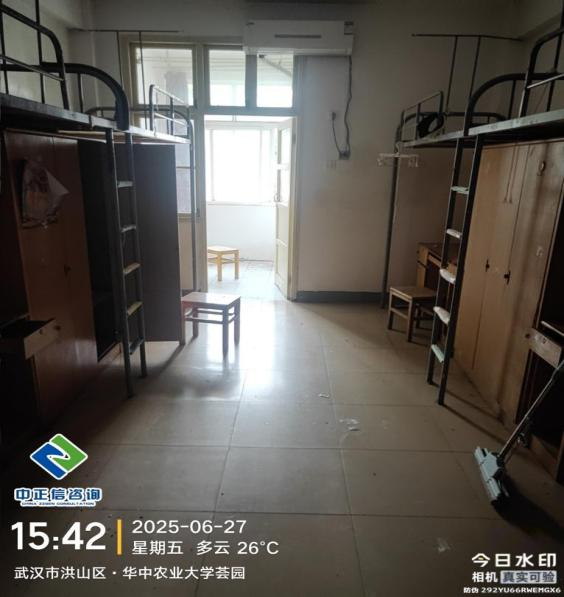 中正信咨询
CHINA ZZXCN CONSULTATION
15:42
2025-06-27
星期五 多云 26°C
武汉市洪山区·华中农业大学荟园
今日水印
相机 真实可验
防伪 292YU66RWEMGX6